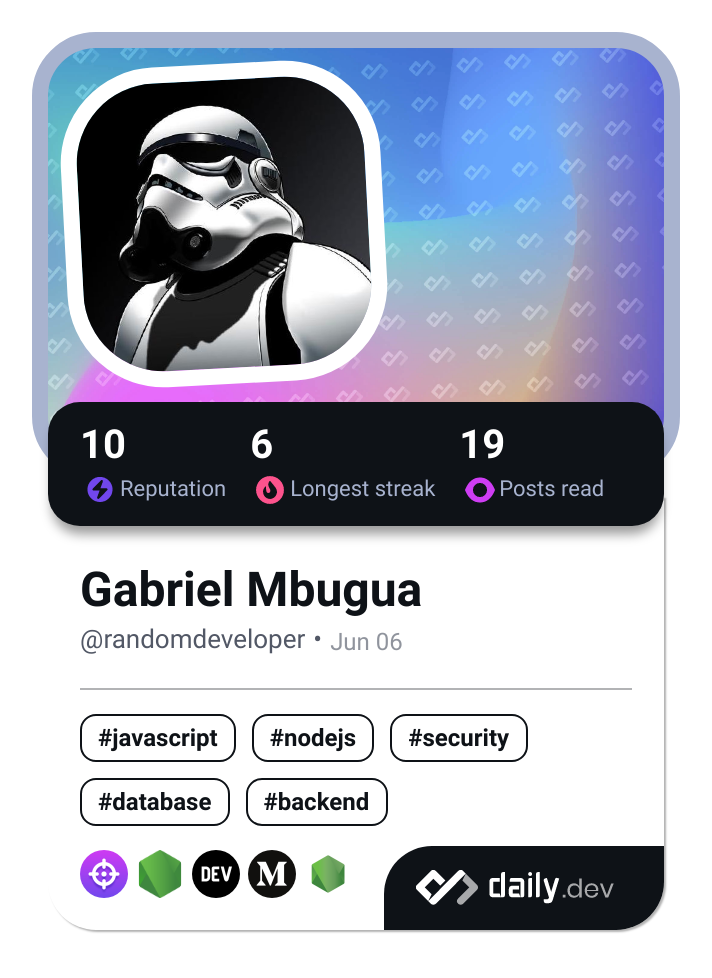 10 6 19
Reputation Longest streak Posts read
Gabriel Mbugua
@randomdeveloper • Jun 06
#javascript #nodejs #security
#database #backend
DEV M
daily.dev